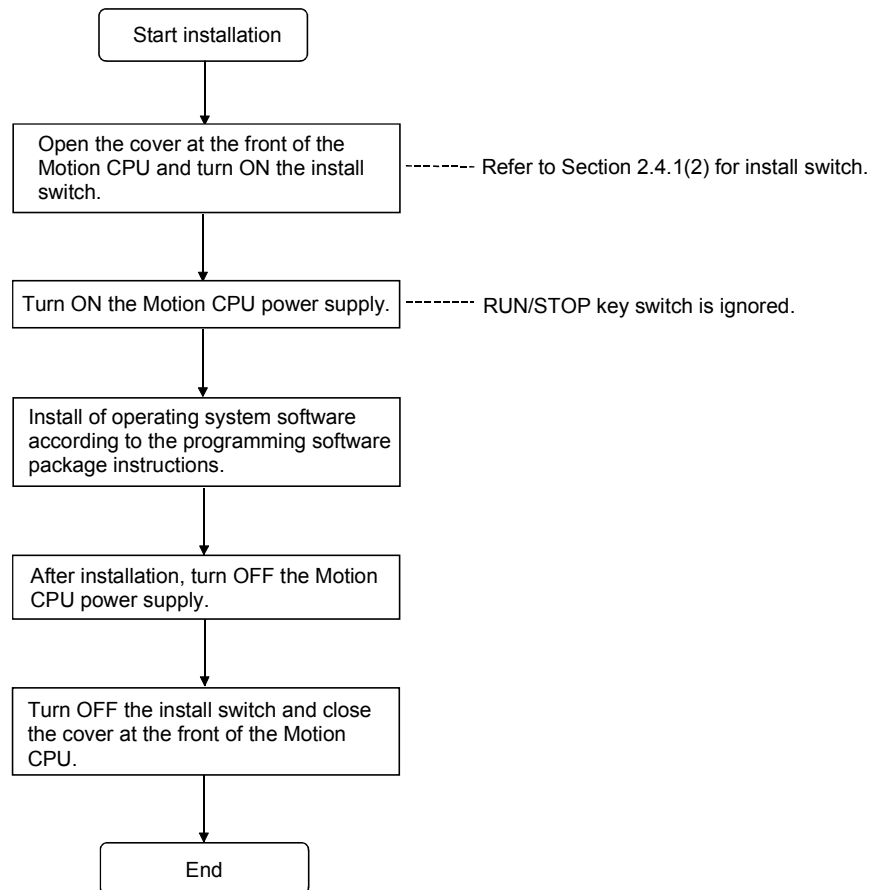 Start installation
Open the cover at the front of the
Motion CPU and turn ON the install
switch.
Refer to Section 2.4.1(2) for install switch.
Turn ON the Motion CPU power supply.
RUN/STOP key switch is ignored.
Install of operating system software
according to the programming software
package instructions.
After installation, turn OFF the Motion
CPU power supply.
Turn OFF the install switch and close
the cover at the front of the Motion
CPU.
End